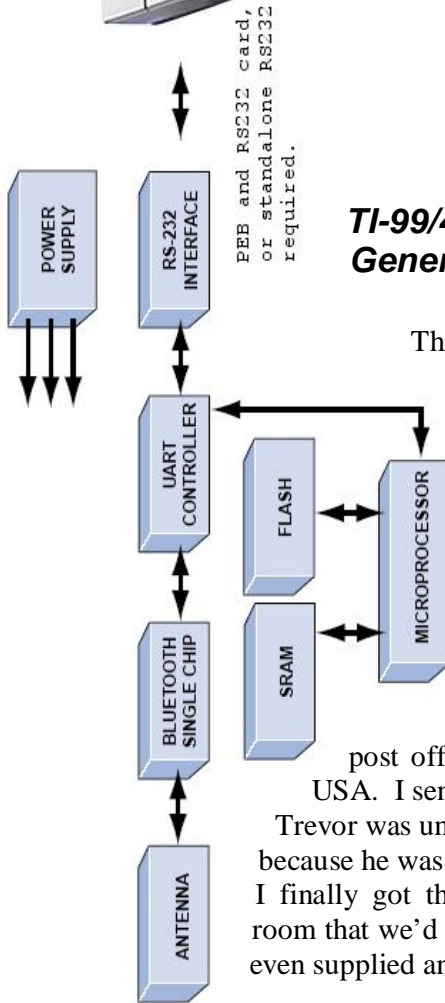 POWER
SUPPLY
PEB and RS232 card,
or standalone RS232
required.
RS-232
INTERFACE
UART
CONTROLLER
BLUETOOTH
SINGLE CHIP
ANTENNA
FLASH
SRAM
MICROPROCESSOR
TI-99/4
Gener
Th
post off
USA. I sen
Trevor was un
because he was
I finally got th
room that we'd
even supplied an